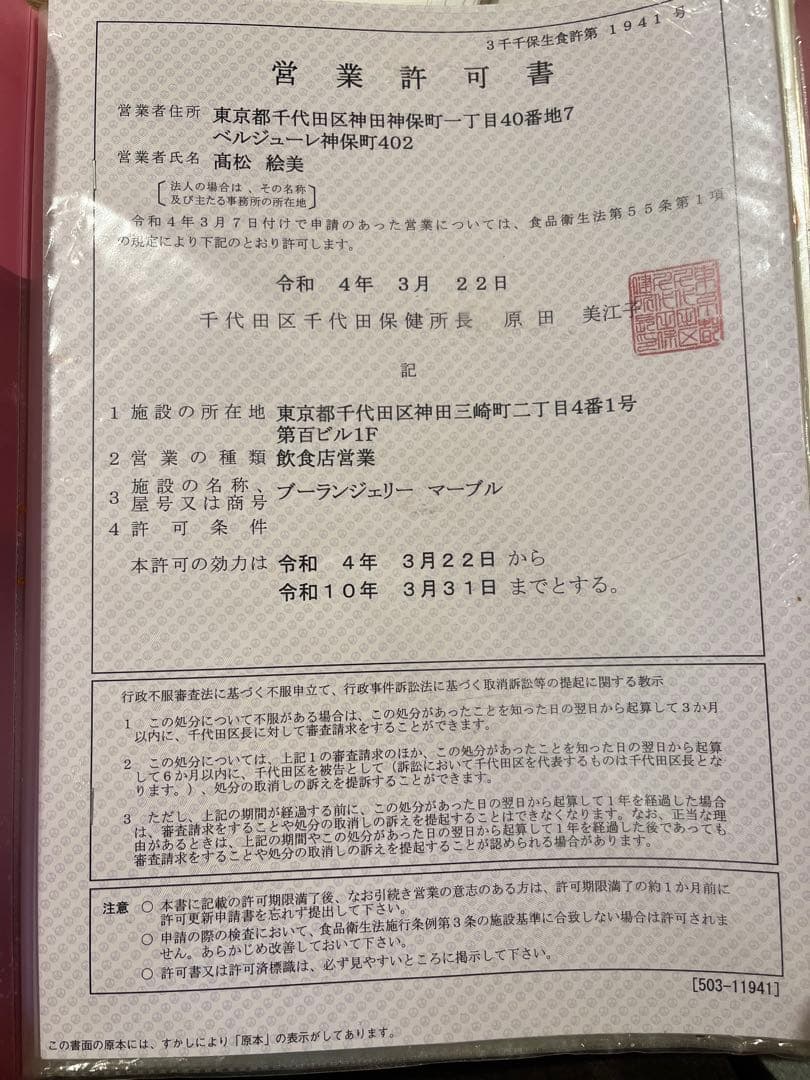 3千千保生食許第 1941 号
営業許可書
営業者住所 東京都千代田区神田神保町一丁目40番地7
ベルジューレ神保町402
営業者氏名 髙松 絵美
法人の場合は、その名称
及び主たる事務所の所在地
令和4年3月7日付けで申請のあった営業については、食品衛生法第55条第1項
の規定により下記のとおり許可します。
令和 4年 3月 22日
千代田区千代田保健所長 原田 美江子
記
1 施設の所在地 東京都千代田区神田三崎町二丁目4番1号
第百ビル1F
2 営業の種類 飲食店営業
3 施設の名称、屋号又は商号 ブーランジェリー マーブル
4 許可条件
本許可の効力は 令和 4年 3月22日 から
令和10年 3月31日 までとする。
行政不服審査法に基づく不服申立て、行政事件訴訟法に基づく取消訴訟等の提起に関する教示
1 この処分について不服がある場合は、この処分があったことを知った日の翌日から起算して3か月
以内に、千代田区長に対して審査請求をすることができます。
2 この処分については、上記1の審査請求のほか、この処分があったことを知った日の翌日から起算
して6か月以内に、千代田区を被告として（訴訟において千代田区を代表するものは千代田区長とな
ります。）、処分の取消しの訴えを提訴することができます。
3 ただし、上記の期間が経過する前に、この処分があった日の翌日から起算して1年を経過した場合
は、審査請求をすることや処分の取消しの訴えを提起することはできなくなります。なお、正当な理
由があるときは、上記の期間やこの処分があった日の翌日から起算して1年を経過した後であっても
審査請求をすることや処分の取消しの訴えを提起することが認められる場合があります。
注意 ○ 本書に記載の許可期限満了後、なお引続き営業の意志のある方は、許可期限満了の約1か月前に
許可更新申請書を忘れず提出して下さい。
○ 申請の際の検査において、食品衛生法施行条例第3条の施設基準に合致しない場合は許可されま
せん。あらかじめ改善しておいて下さい。
○ 許可書又は許可済標識は、必ず見やすいところに掲示して下さい。
[503-11941]
この書面の原本には、すかしにより「原本」の表示がしてあります。